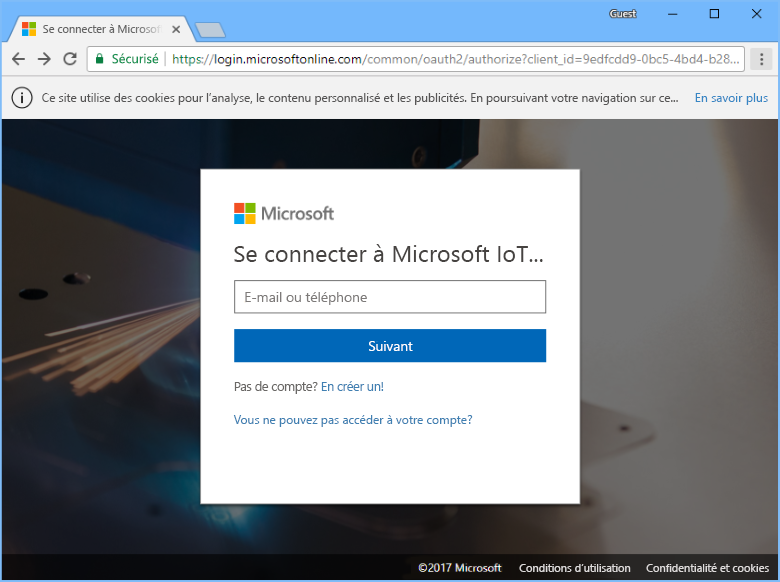 Guest
Se connecter à Microsof
Sécurisé https://login.microsoftonline.com/common/oauth2/authorize?client_id=9edfcdd9-0bc5-4bd4-b28...
Ce site utilise des cookies pour l'analyse, le contenu personnalisé et les publicités. En poursuivant votre navigation sur ce... En savoir plus
Microsoft
Se connecter à Microsoft IoT...
E-mail ou téléphone
Suivant
Pas de compte? En créer un!
Vous ne pouvez pas accéder à votre compte?
©2017 Microsoft Conditions d'utilisation Confidentialité et cookies